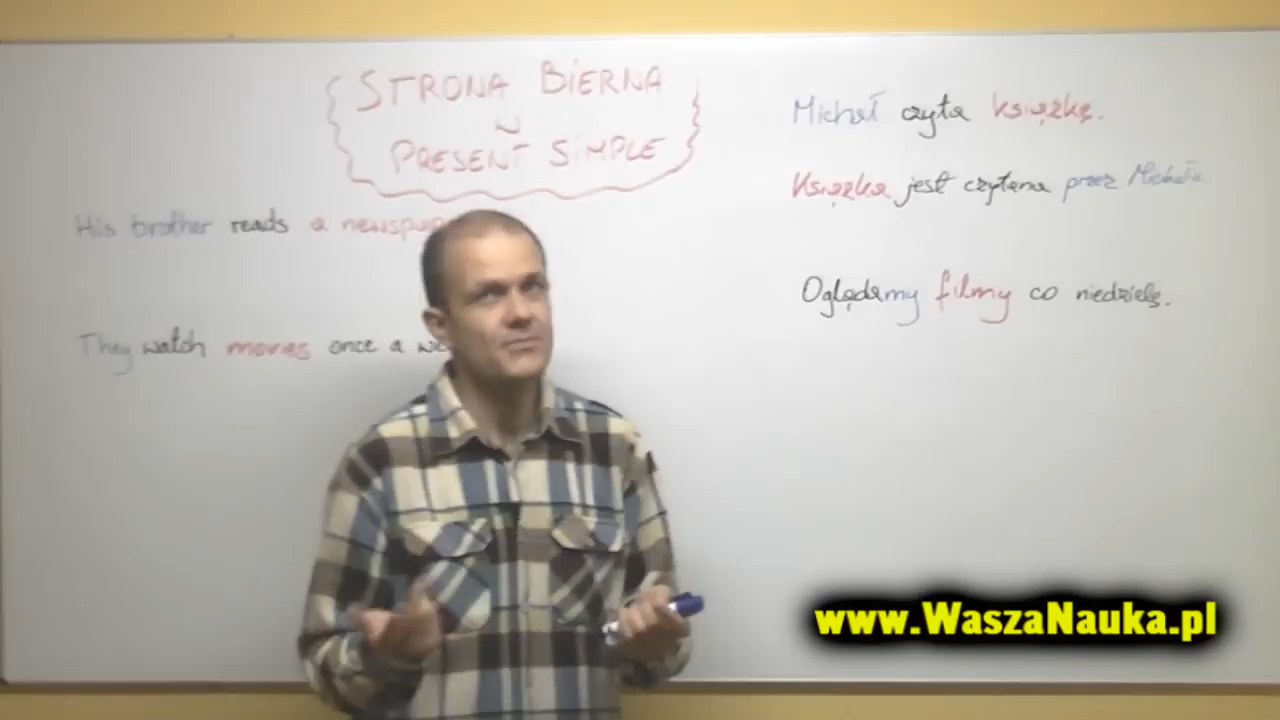 STRONA BIERNA
W
PRESENT SIMPLE
His brother reads a newspap
They watch movies once a we
Michał czyta książkę.
Książka jest czytana przez Michała
Oglądamy filmy co niedzielę.
www.WaszaNauka.pl